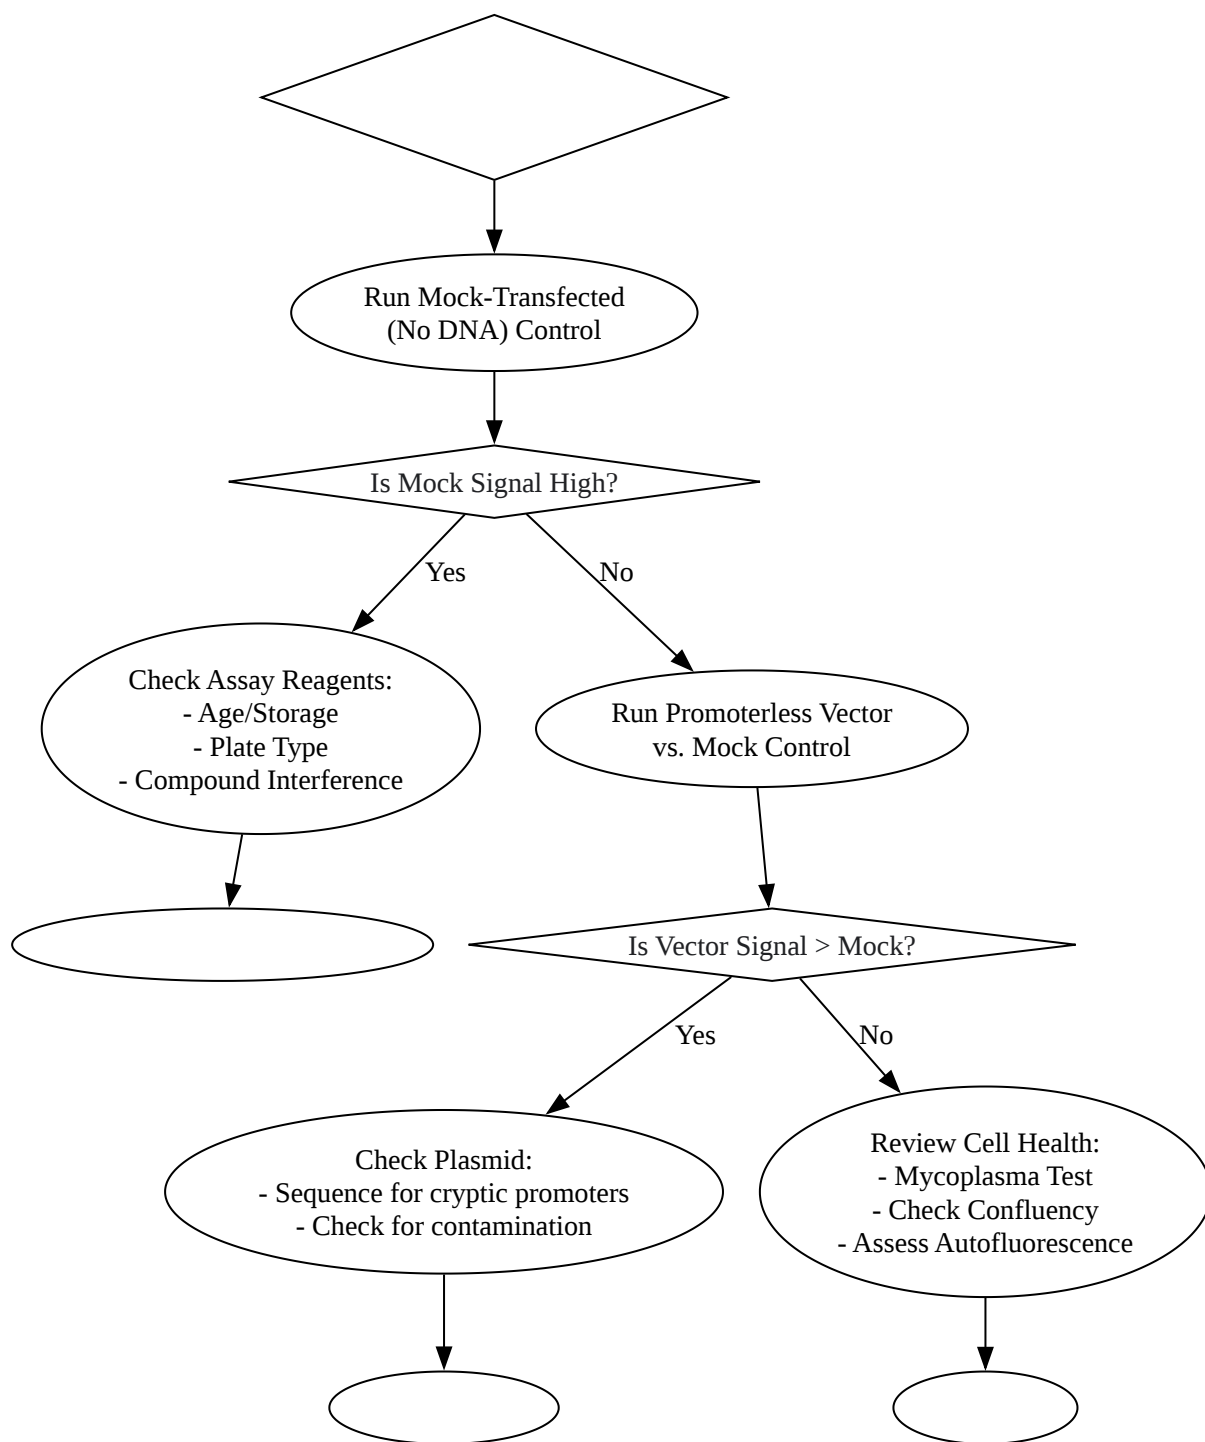 Run Mock-Transfected
(No DNA) Control
Is Mock Signal High?
Yes
No
Check Assay Reagents:
- Age/Storage
- Plate Type
- Compound Interference
Run Promoterless Vector
vs. Mock Control
Is Vector Signal > Mock?
Yes
No
Check Plasmid:
- Sequence for cryptic promoters
- Check for contamination
Review Cell Health:
- Mycoplasma Test
- Check Confluency
- Assess Autofluorescence